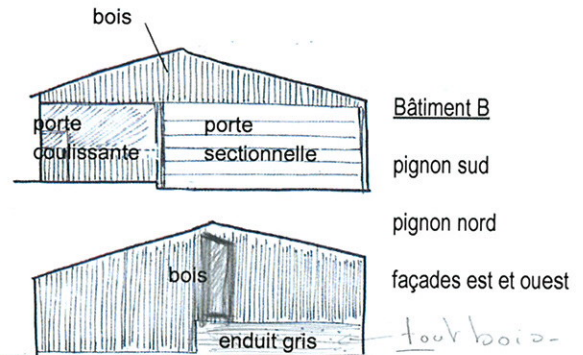 bois
porte
coulissante
porte
sectionnelle
Bâtiment B
pignon sud
pignon nord
façades est et ouest
bois
enduit gris
tout bois.